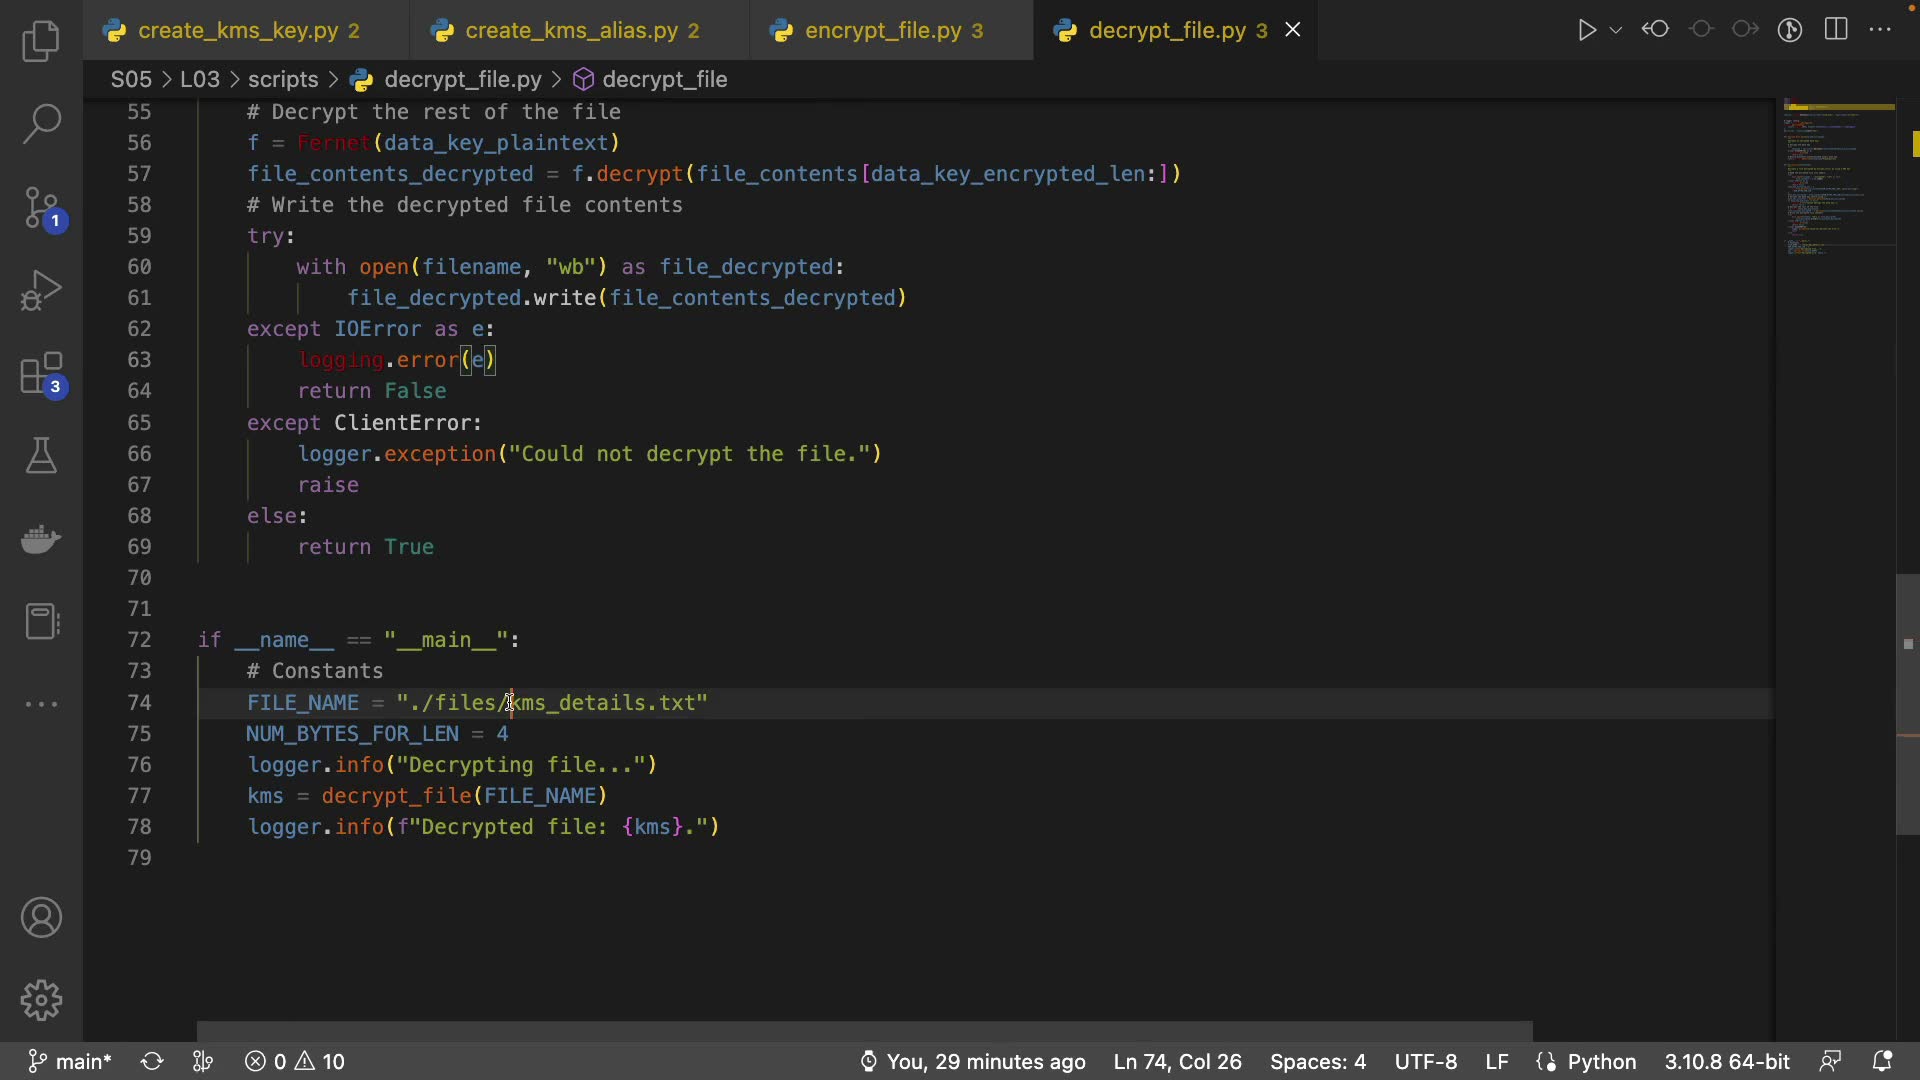 create_kms_key.py 2 create_kms_alias.py 2 encrypt_file.py 3 decrypt_file.py 3
S05 > L03 > scripts > decrypt_file.py > decrypt_file
55 # Decrypt the rest of the file
56 f = Fernet(data_key_plaintext)
57 file_contents_decrypted = f.decrypt(file_contents[data_key_encrypted_len:])
58 # Write the decrypted file contents
59 try:
60 with open(filename, "wb") as file_decrypted:
61 file_decrypted.write(file_contents_decrypted)
62 except IOError as e:
63 logging.error(e)
64 return False
65 except ClientError:
66 logger.exception("Could not decrypt the file.")
67 raise
68 else:
69 return True
70
71
72 if __name__ == "__main__":
73 # Constants
74 FILE_NAME = "./files/kms_details.txt"
75 NUM_BYTES_FOR_LEN = 4
76 logger.info("Decrypting file...")
77 kms = decrypt_file(FILE_NAME)
78 logger.info(f"Decrypted file: {kms}.")
79
1
3
main* 0 10 You, 29 minutes ago Ln 74, Col 26 Spaces: 4 UTF-8 LF Python 3.10.8 64-bit